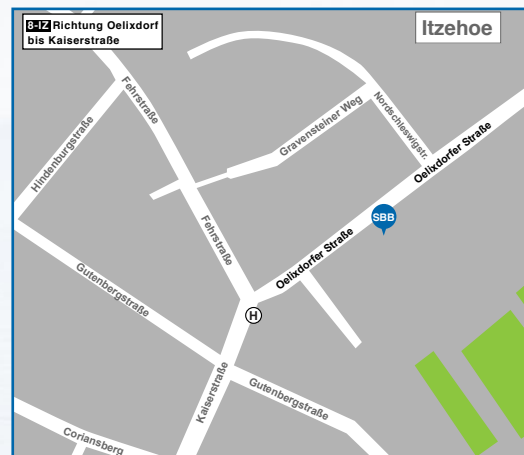 8-IZ Richtung Oelixdorf
bis Kaiserstraße
Itzehoe
Fehrstraße
Hindenburgstraße
Gravensteiner Weg
Nordschleswigstr.
Oelixdorfer Straße
SBB
Fehrstraße
Oelixdorfer Straße
Gutenbergstraße
H
Kaiserstraße
Gutenbergstraße
Coriansberg